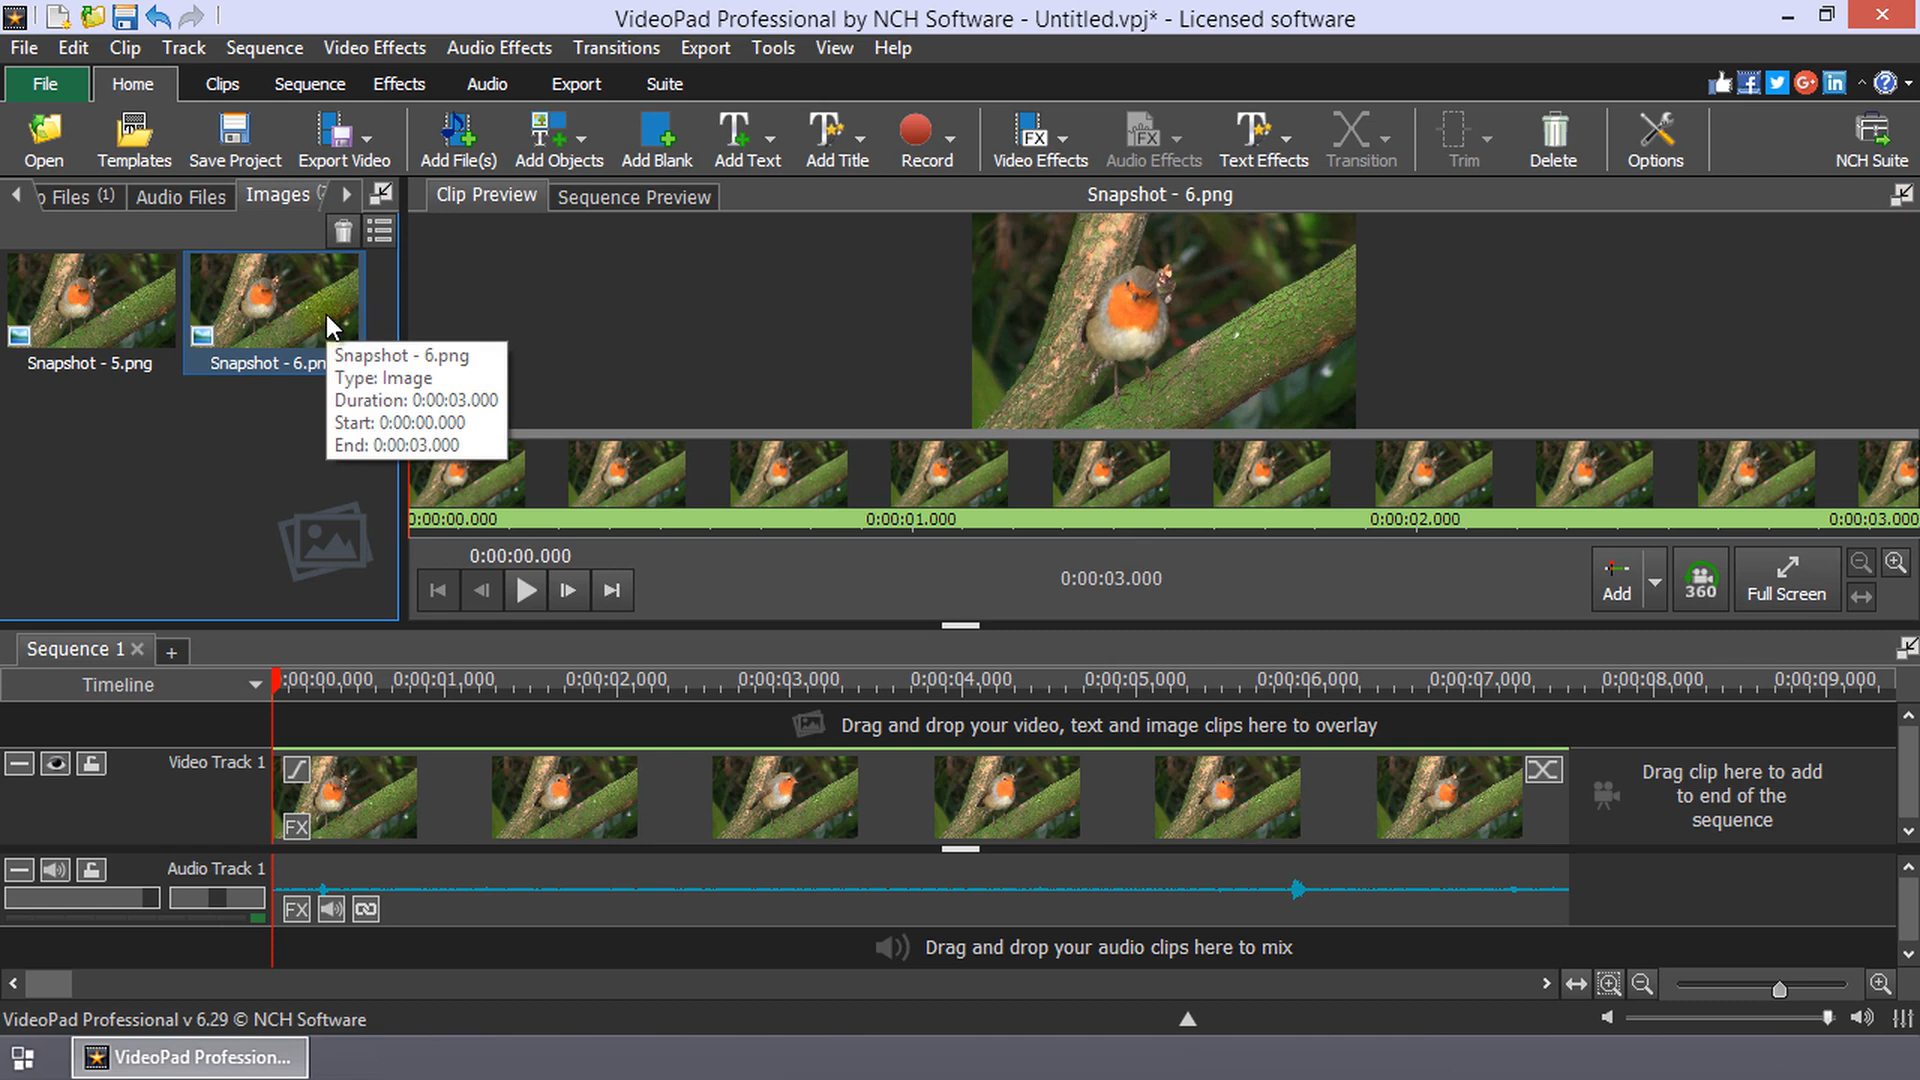 VideoPad Professional by NCH Software - Untitled.vpj* - Licensed software
File Edit Clip Track Sequence Video Effects Audio Effects Transitions Export Tools View Help
File Home Clips Sequence Effects Audio Export Suite
Open Templates Save Project Export Video Add File(s) Add Objects Add Blank Add Text Add Title Record Video Effects Audio Effects Text Effects Transition Trim Delete Options NCH Suite
Files (1) Audio Files Images
Clip Preview Sequence Preview Snapshot - 6.png
Snapshot - 5.png
Snapshot - 6.pn
Snapshot - 6.png
Type: Image
Duration: 0:00:03.000
Start: 0:00:00.000
End: 0:00:03.000
0:00:00.000 0:00:01.000 0:00:02.000 0:00:03.000
0:00:00.000
0:00:03.000
Add
360
Full Screen
Sequence 1
Timeline
:00:00,000 0:00:01,000 0:00:02,000 0:00:03,000 0:00:04,000 0:00:05,000 0:00:06,000 0:00:07,000 0:00:08,000 0:00:09,000
Drag and drop your video, text and image clips here to overlay
Video Track 1
FX
Drag clip here to add
to end of the
sequence
Audio Track 1
FX
Drag and drop your audio clips here to mix
VideoPad Professional v 6.29 © NCH Software
VideoPad Profession...